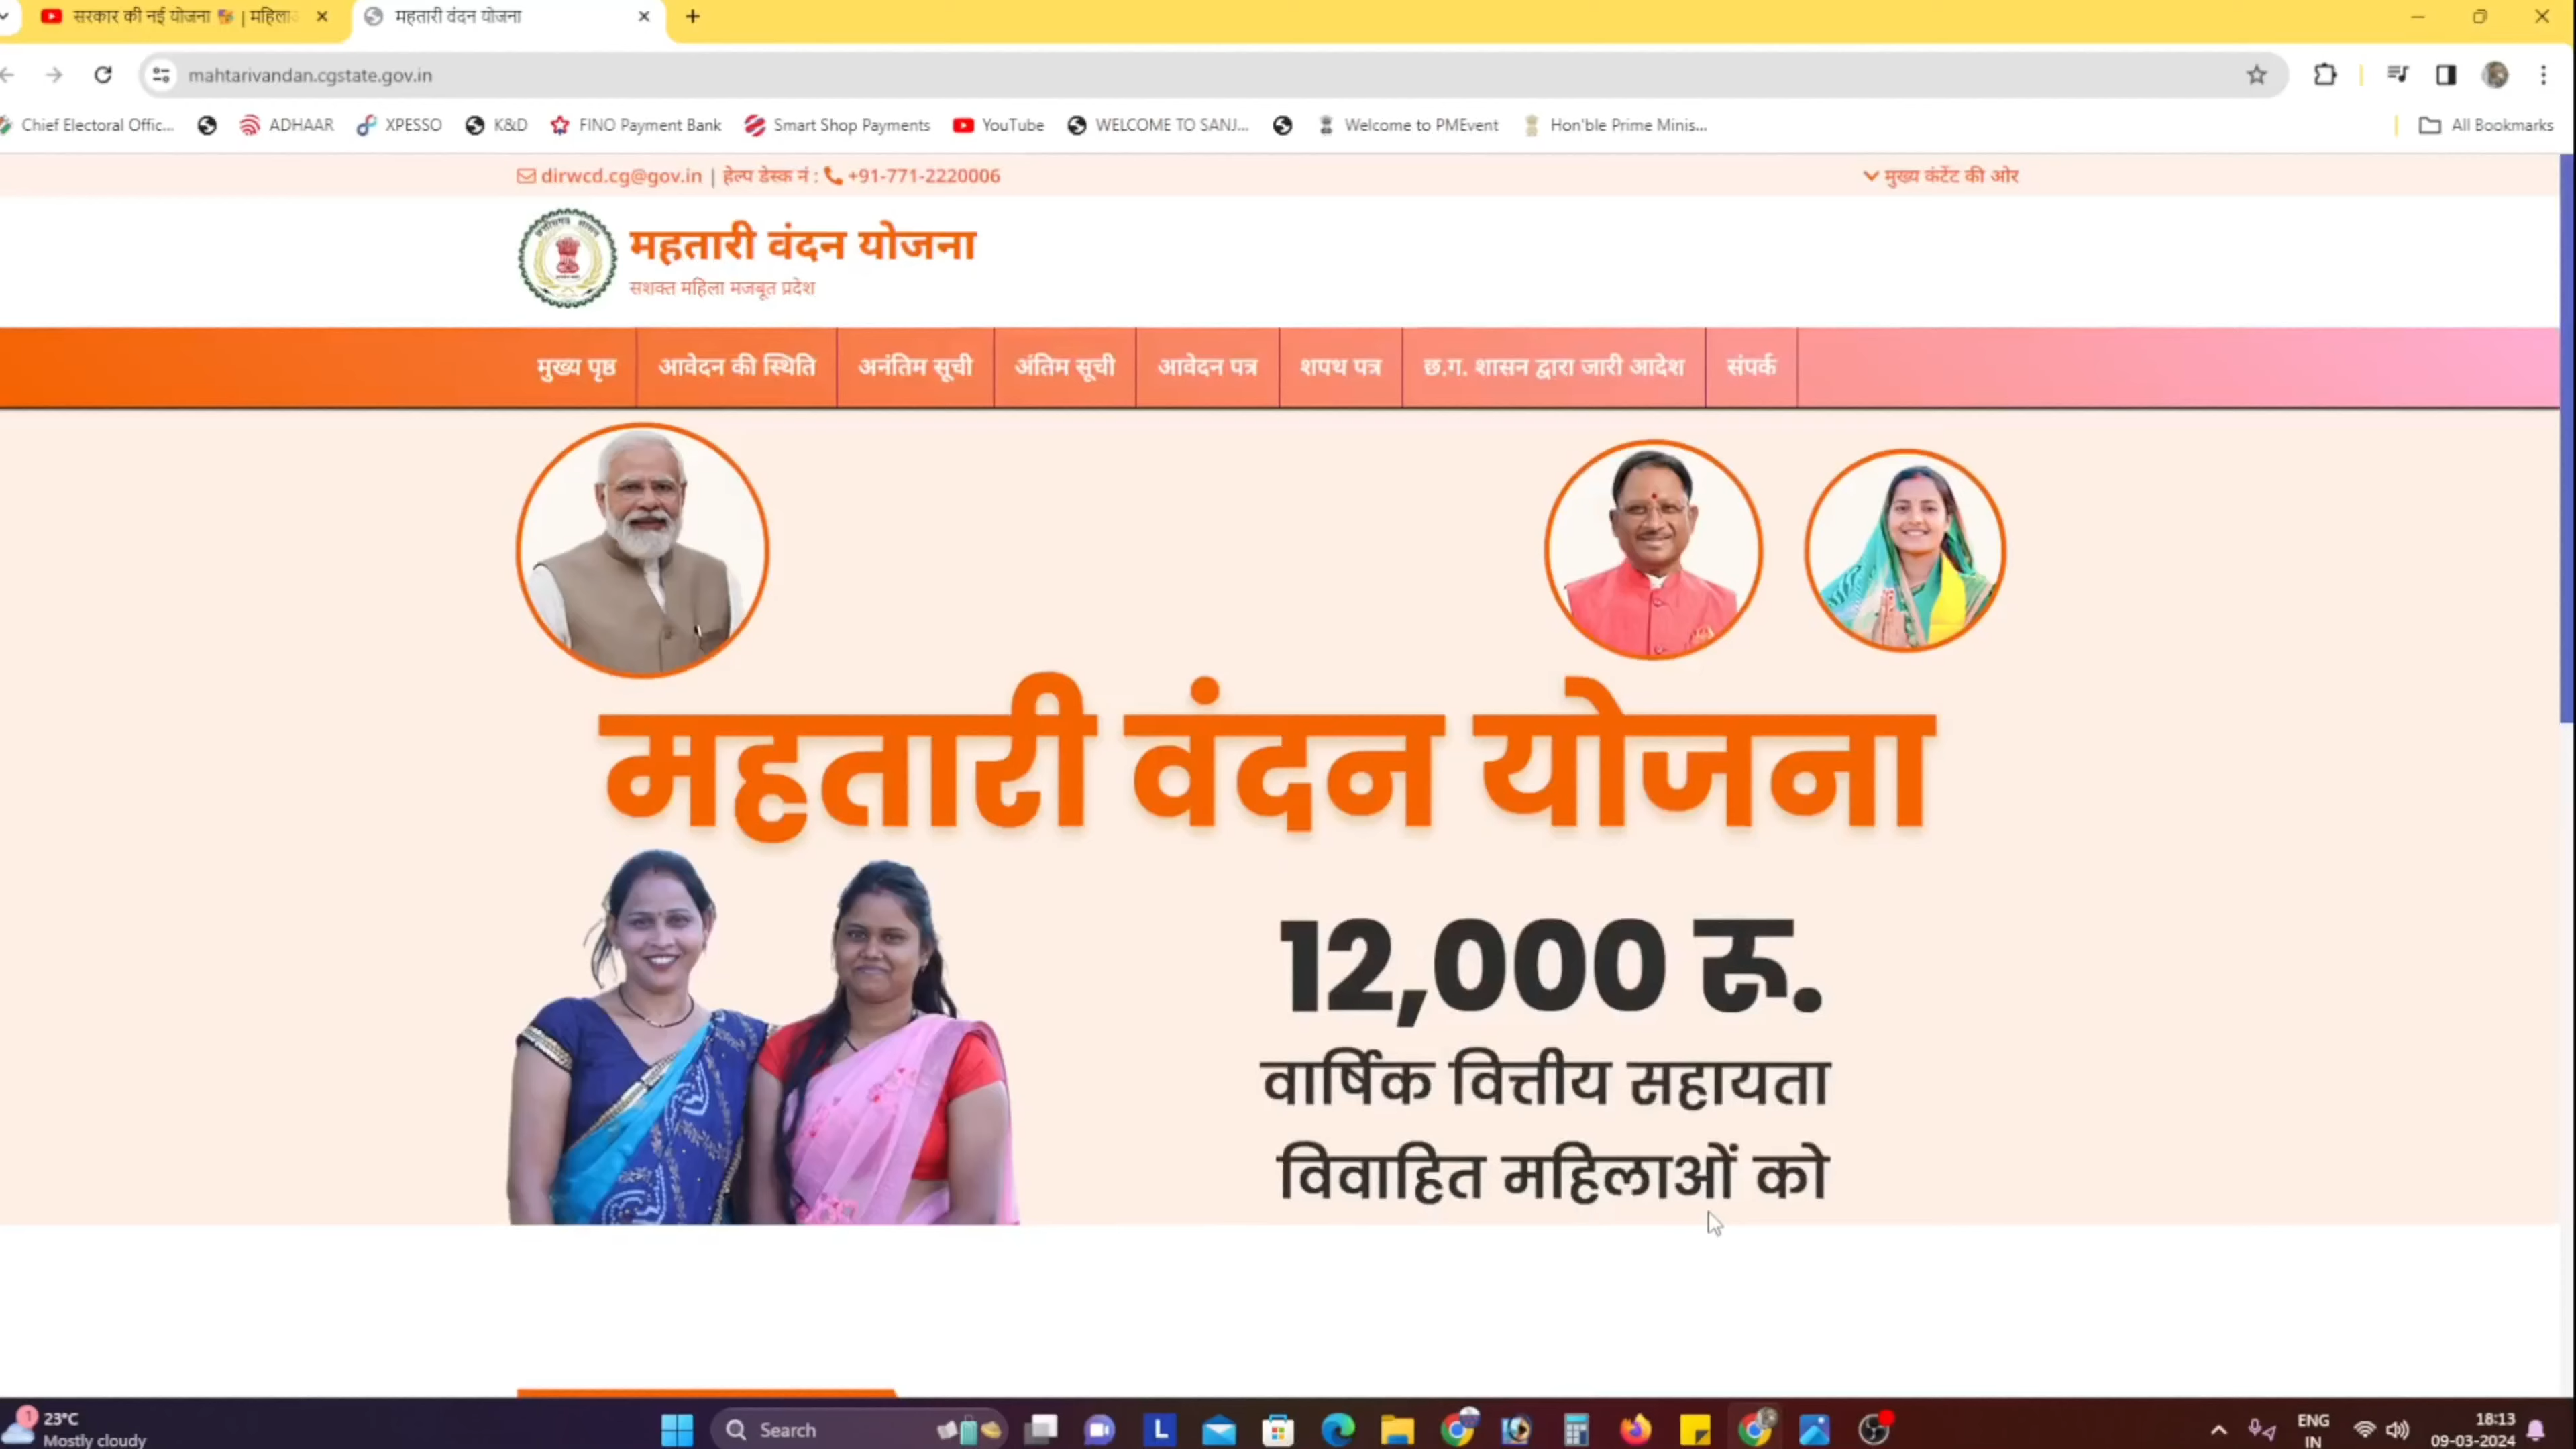 सरकार की नई योजना
महतारी वंदन योजना
mahtarivandan.cgstate.gov.in
Chief Electoral Offic... ADHAAR XPESSO K&D FINO Payment Bank Smart Shop Payments YouTube WELCOME TO SANJ... Welcome to PMEvent Hon'ble Prime Minis... All Bookmarks
dirwcd.cg@gov.in | हेल्प डेस्क नं : +91-771-2220006 मुख्य कंटेंट की ओर
महतारी वंदन योजना
सशक्त महिला मजबूत प्रदेश
मुख्य पृष्ठ आवेदन की स्थिति अनंतिम सूची अंतिम सूची आवेदन पत्र शपथ पत्र छ.ग. शासन द्वारा जारी आदेश संपर्क
महतारी वंदन योजना
12,000 रु.
वार्षिक वित्तीय सहायता
विवाहित महिलाओं को
1 23°C
Mostly cloudy
Search
ENG
IN
18:13
09-03-2024